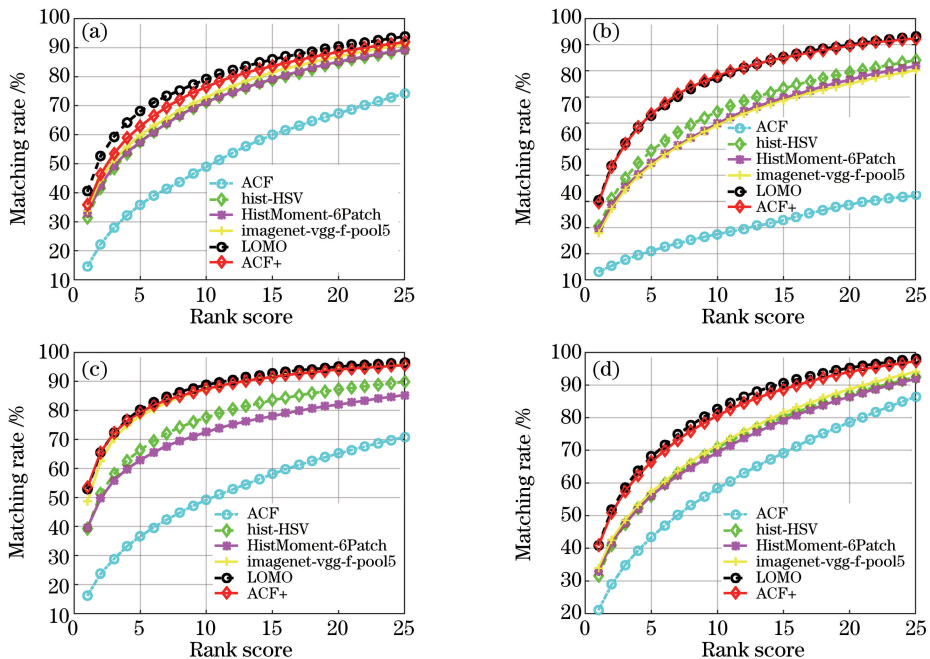 (a)
Matching rate /%
100
90
80
70
60
50
40
30
20
10
0 5 10 15 20 25
Rank score
ACF
hist-HSV
HistMoment-6Patch
imagenet-vgg-f-pool5
LOMO
ACF+
(b)
Matching rate /%
100
90
80
70
60
50
40
30
20
10
0 5 10 15 20 25
Rank score
ACF
hist-HSV
HistMoment-6Patch
imagenet-vgg-f-pool5
LOMO
ACF+
(c)
Matching rate /%
100
90
80
70
60
50
40
30
20
10
0 5 10 15 20 25
Rank score
ACF
hist-HSV
HistMoment-6Patch
imagenet-vgg-f-pool5
LOMO
ACF+
(d)
Matching rate /%
100
90
80
70
60
50
40
30
20
0 5 10 15 20 25
Rank score
ACF
hist-HSV
HistMoment-6Patch
imagenet-vgg-f-pool5
LOMO
ACF+